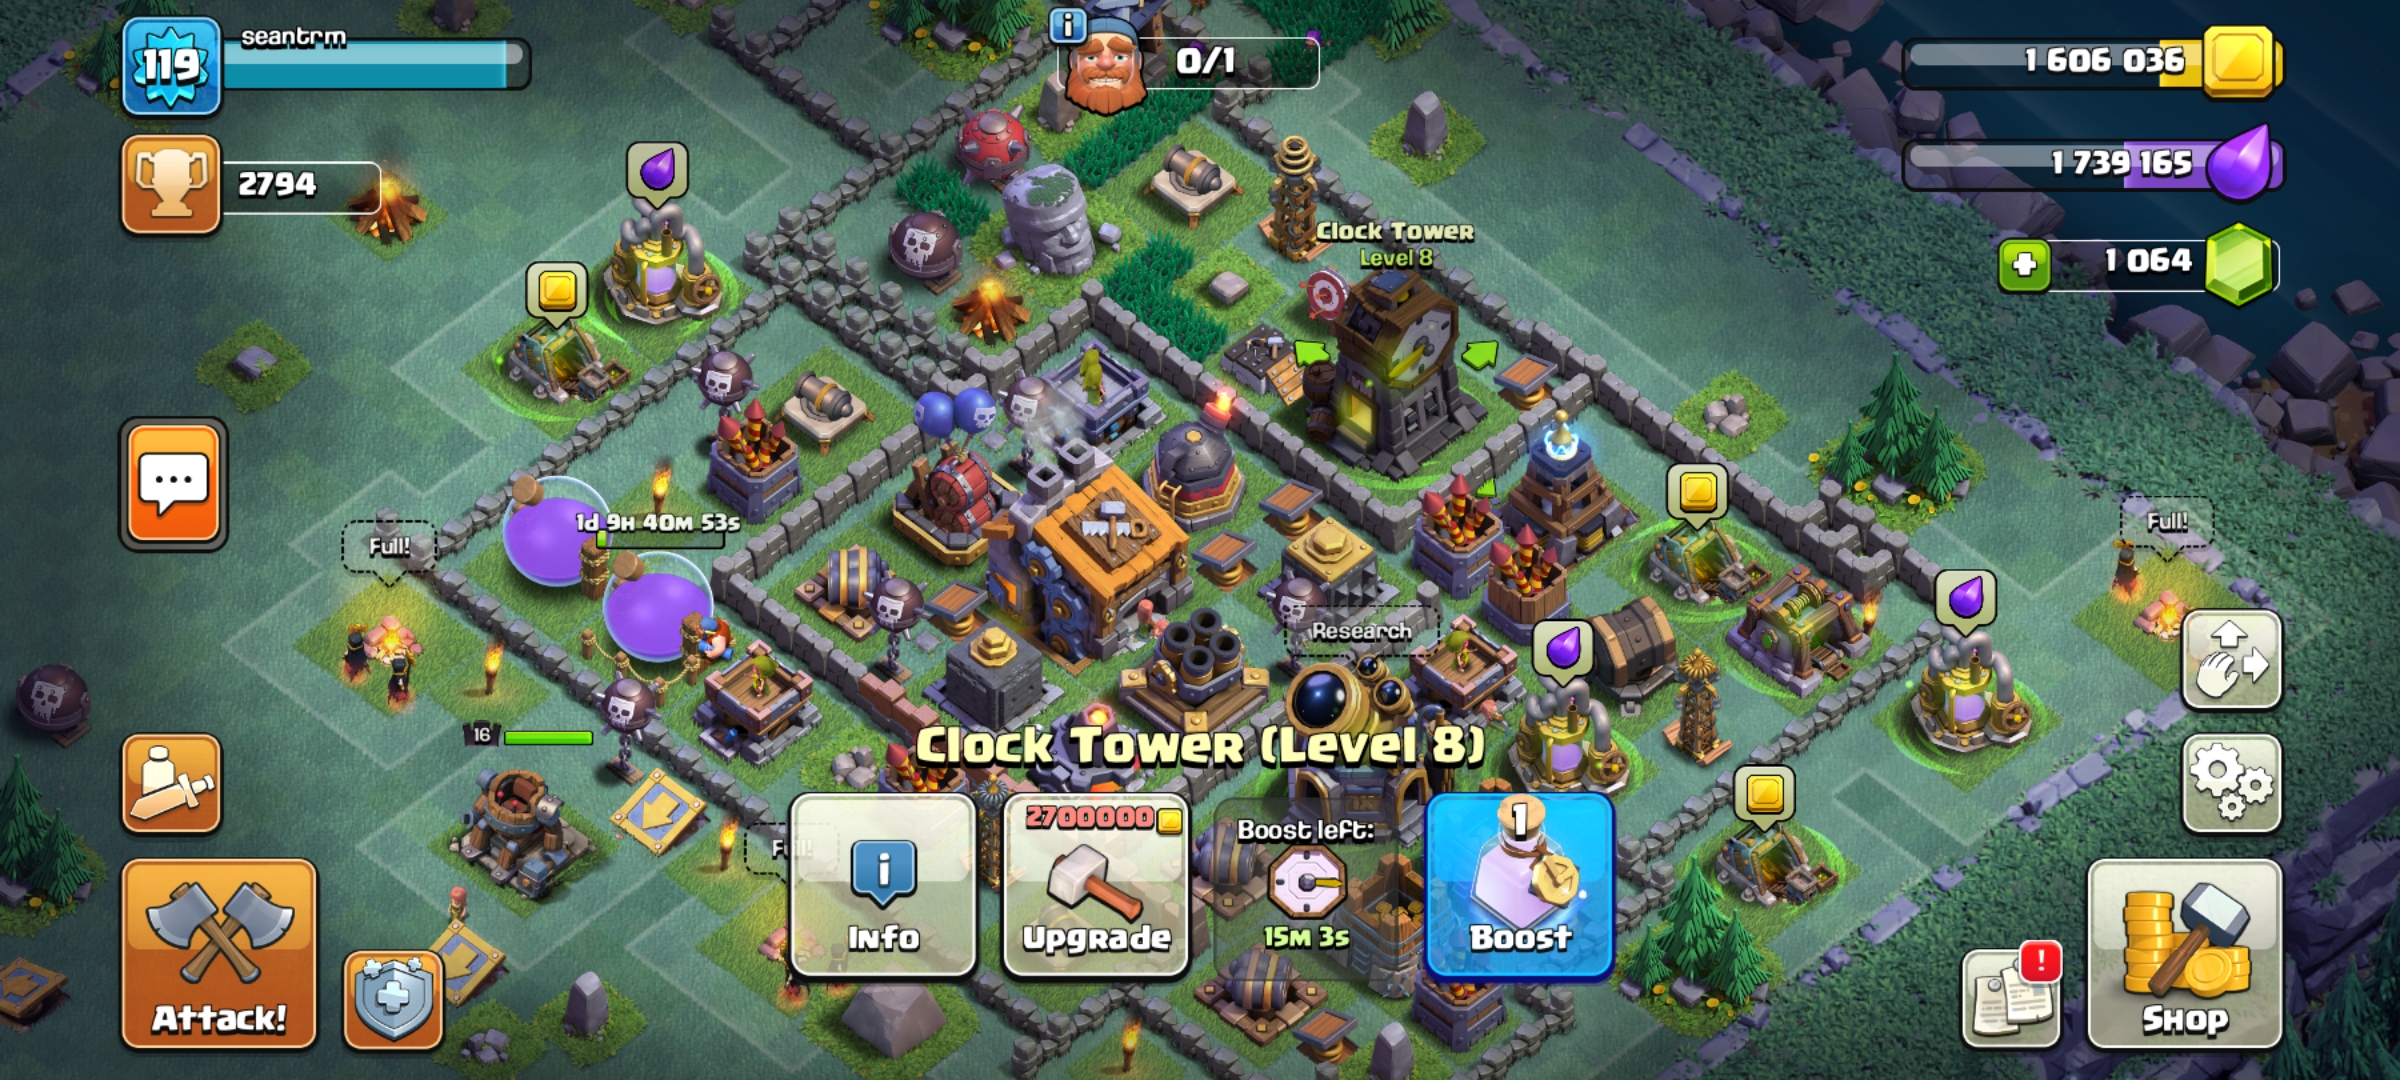 119
seantrm
0/1
1 606 036
2794
1 739 165
Clock Tower
Level 8
1 064
1d 9h 40m 53s
Full!
Full!
Research
16
Clock Tower (Level 8)
Info
2700000
Upgrade
Boost left:
15m 3s
1
Boost
Attack!
!
Shop